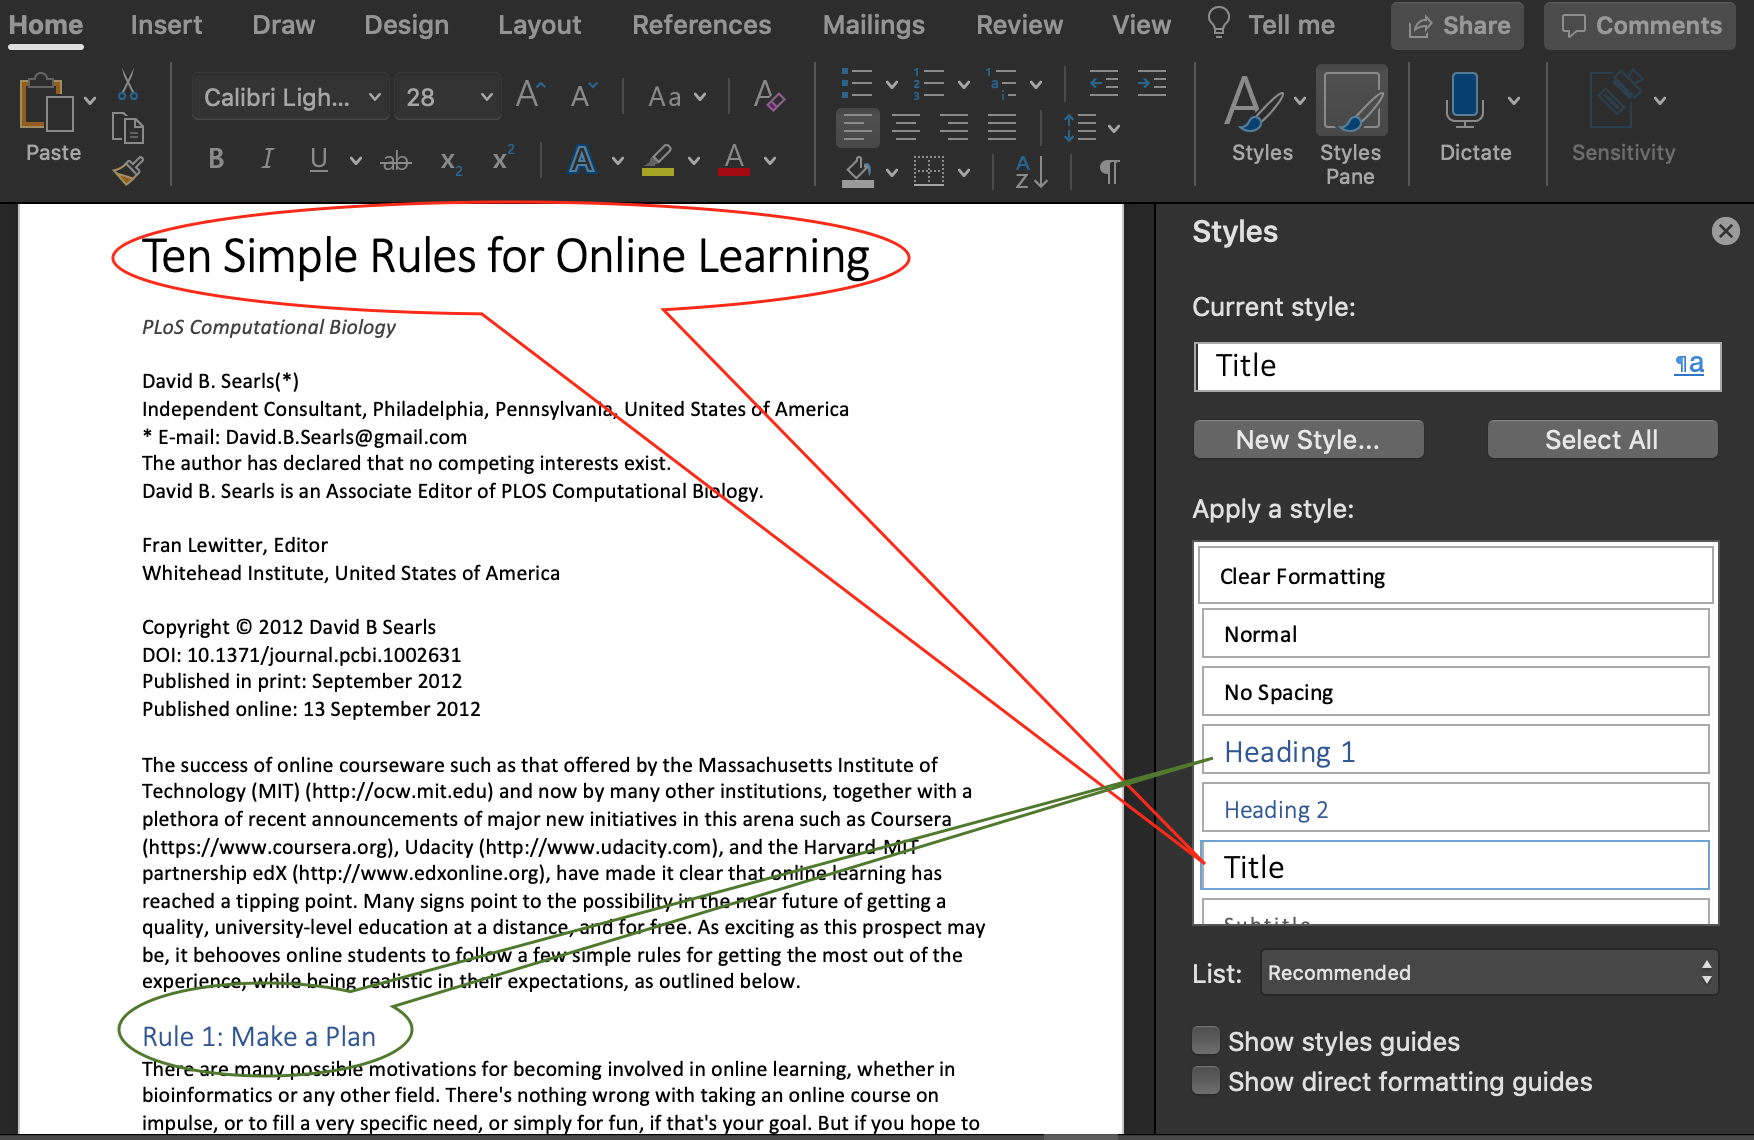 Home Insert Draw Design Layout References Mailings Review View Tell me Share Comments
Paste
Calibri Ligh... 28 A A Aa A
B I U ab X2 X2 A A
A
Z
¶
Styles
Styles
Pane
Dictate
Sensitivity
Ten Simple Rules for Online Learning
PLoS Computational Biology
David B. Searls(*)
Independent Consultant, Philadelphia, Pennsylvania, United States of America
* E-mail: David.B.Searls@gmail.com
The author has declared that no competing interests exist.
David B. Searls is an Associate Editor of PLOS Computational Biology.
Fran Lewitter, Editor
Whitehead Institute, United States of America
Copyright © 2012 David B Searls
DOI: 10.1371/journal.pcbi.1002631
Published in print: September 2012
Published online: 13 September 2012
The success of online courseware such as that offered by the Massachusetts Institute of
Technology (MIT) (http://ocw.mit.edu) and now by many other institutions, together with a
plethora of recent announcements of major new initiatives in this arena such as Coursera
(https://www.coursera.org), Udacity (http://www.udacity.com), and the Harvard-MIT
partnership edX (http://www.edxonline.org), have made it clear that online learning has
reached a tipping point. Many signs point to the possibility in the near future of getting a
quality, university-level education at a distance, and for free. As exciting as this prospect may
be, it behooves online students to follow a few simple rules for getting the most out of the
experience, while being realistic in their expectations, as outlined below.
Rule 1: Make a Plan
There are many possible motivations for becoming involved in online learning, whether in
bioinformatics or any other field. There's nothing wrong with taking an online course on
impulse, or to fill a very specific need, or simply for fun, if that's your goal. But if you hope to
Styles
Current style:
Title ¶a
New Style... Select All
Apply a style:
Clear Formatting
Normal
No Spacing
Heading 1
Heading 2
Title
Subtitle
List: Recommended
Show styles guides
Show direct formatting guides